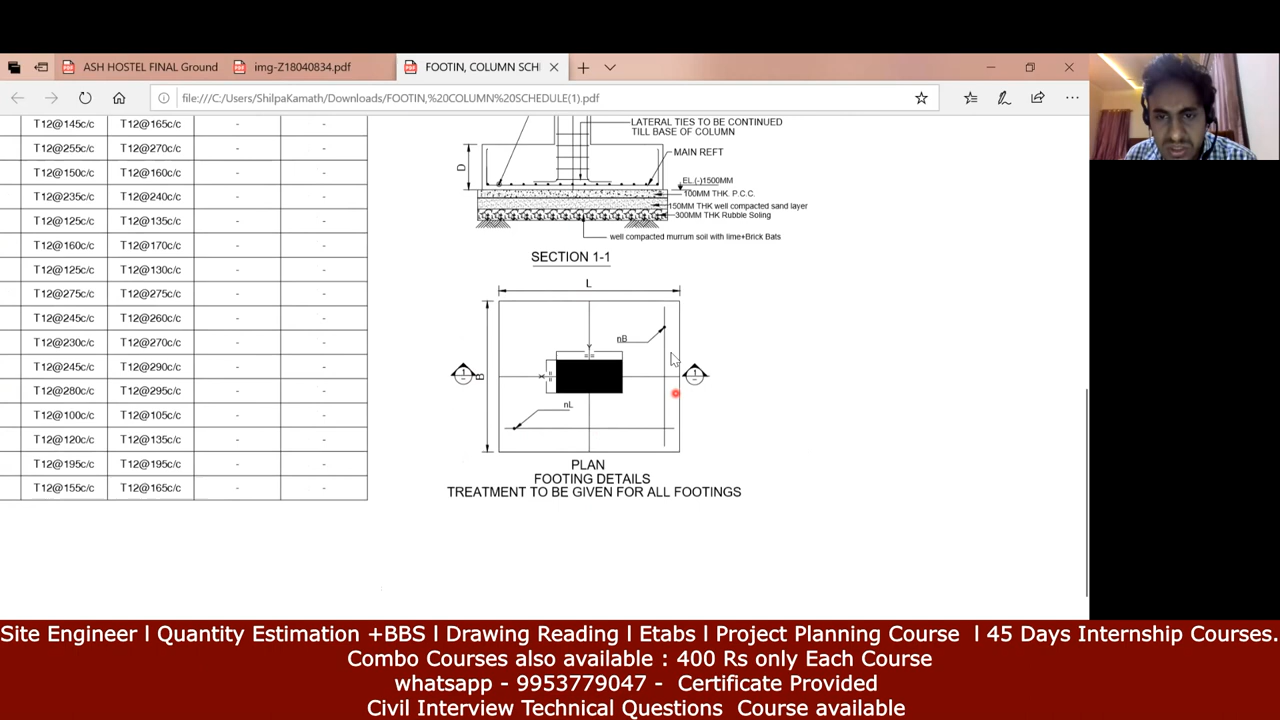 ASH HOSTEL FINAL Ground
img-Z18040834.pdf
FOOTIN, COLUMN SCH
file:///C:/Users/ShilpaKamath/Downloads/FOOTIN,%20COLUMN%20SCHEDULE(1).pdf
T12@145c/c T12@165c/c - -
T12@255c/c T12@270c/c - -
T12@150c/c T12@160c/c - -
T12@235c/c T12@240c/c - -
T12@125c/c T12@135c/c - -
T12@160c/c T12@170c/c - -
T12@125c/c T12@130c/c - -
T12@275c/c T12@275c/c - -
T12@245c/c T12@260c/c - -
T12@230c/c T12@270c/c - -
T12@245c/c T12@290c/c - -
T12@280c/c T12@295c/c - -
T12@100c/c T12@105c/c - -
T12@120c/c T12@135c/c - -
T12@195c/c T12@195c/c - -
T12@155c/c T12@165c/c - -
LATERAL TIES TO BE CONTINUED
TILL BASE OF COLUMN
MAIN REFT
D
EL.(-)1500MM
100MM THK. P.C.C.
150MM THK well compacted sand layer
300MM THK Rubble Soling
well compacted murrum soil with lime+Brick Bats
SECTION 1-1
L
nB
B
1
1
nL
PLAN
FOOTING DETAILS
TREATMENT TO BE GIVEN FOR ALL FOOTINGS
Site Engineer l Quantity Estimation +BBS l Drawing Reading l Etabs l Project Planning Course l 45 Days Internship Courses.
Combo Courses also available : 400 Rs only Each Course
whatsapp - 9953779047 - Certificate Provided
Civil Interview Technical Questions Course available